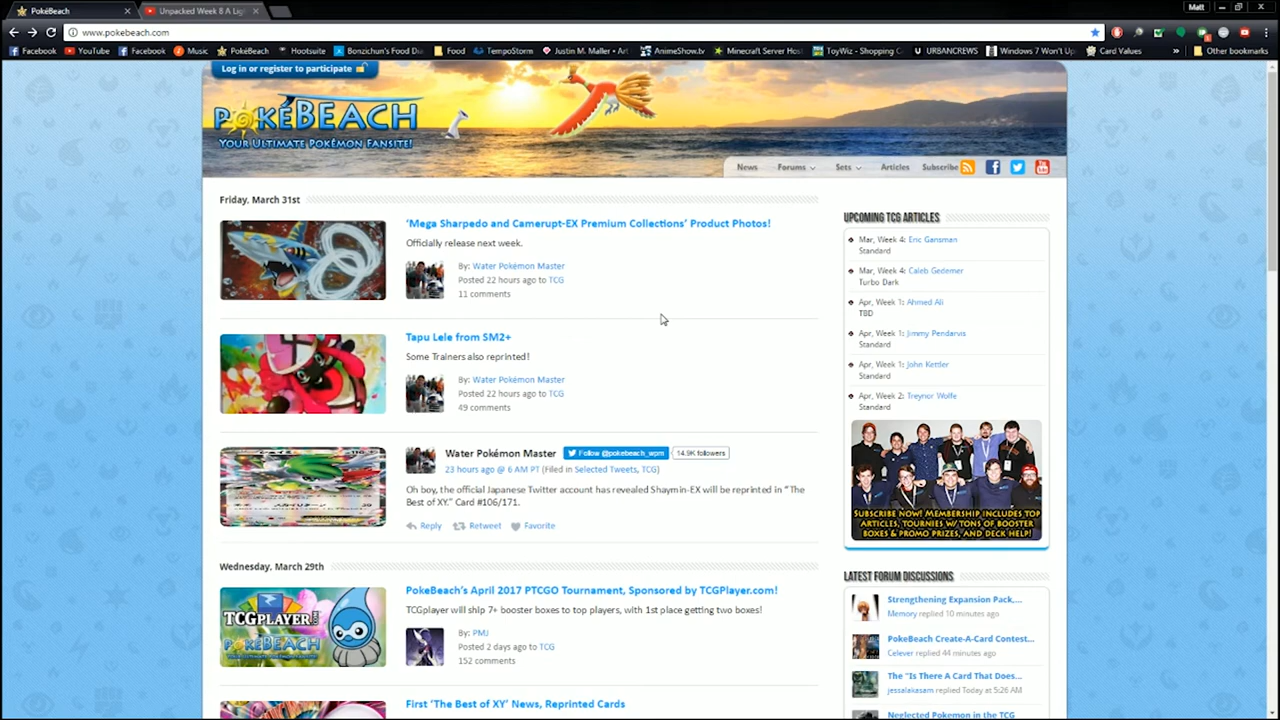 PokéBeach
Unpacked Week 8 A Lig
Matt
www.pokebeach.com
Facebook
YouTube
Facebook
Music
PokéBeach
Hootsuite
Bonzichum's Food Dia
Food
TempoStorm
Justin M. Maller • Art
AnimeShow.tv
Minecraft Server Host
ToyWiz - Shopping C
URBANCREWS
Windows 7 Won't Up
Card Values
»
Other bookmarks
Log in or register to participate
POKÉBEACH
YOUR ULTIMATE POKÉMON FANSITE!
News
Forums
Sets
Articles
Subscribe
Friday, March 31st
'Mega Sharpedo and Camerupt-EX Premium Collections' Product Photos!
Officially release next week.
By: Water Pokémon Master
Posted 22 hours ago to TCG
11 comments
Tapu Lele from SM2+
Some Trainers also reprinted!
By: Water Pokémon Master
Posted 22 hours ago to TCG
49 comments
Water Pokémon Master
Follow @pokebeach_wpm
14.9K followers
23 hours ago @ 6 AM PT (Filed in Selected Tweets, TCG)
Oh boy, the official Japanese Twitter account has revealed Shaymin-EX will be reprinted in "The
Best of XY." Card #106/171.
Reply
Retweet
Favorite
Wednesday, March 29th
TCGPLAYER.COM
POKÉBEACH
PokeBeach's April 2017 PTCGO Tournament, Sponsored by TCGPlayer.com!
TCGplayer will ship 7+ booster boxes to top players, with 1st place getting two boxes!
By: PMJ
Posted 2 days ago to TCG
152 comments
First 'The Best of XY' News, Reprinted Cards
UPCOMING TCG ARTICLES
Mar, Week 4: Eric Gansman
Standard
Mar, Week 4: Caleb Gedemer
Turbo Dark
Apr, Week 1: Ahmed Ali
TBD
Apr, Week 1: Jimmy Pendarvis
Standard
Apr, Week 1: John Kettler
Standard
Apr, Week 2: Treynor Wolfe
Standard
SUBSCRIBE NOW! MEMBERSHIP INCLUDES TOP
ARTICLES, TOURNIES W/ TONS OF BOOSTER
BOXES & PROMO PRIZES, AND DECK HELP!
LATEST FORUM DISCUSSIONS
Strengthening Expansion Pack,...
Memory replied 10 minutes ago
PokeBeach Create-A-Card Contest...
Celever replied 44 minutes ago
The "Is There A Card That Does...
jessalakasam replied Today at 5:26 AM
Neglected Pokemon in the TCG